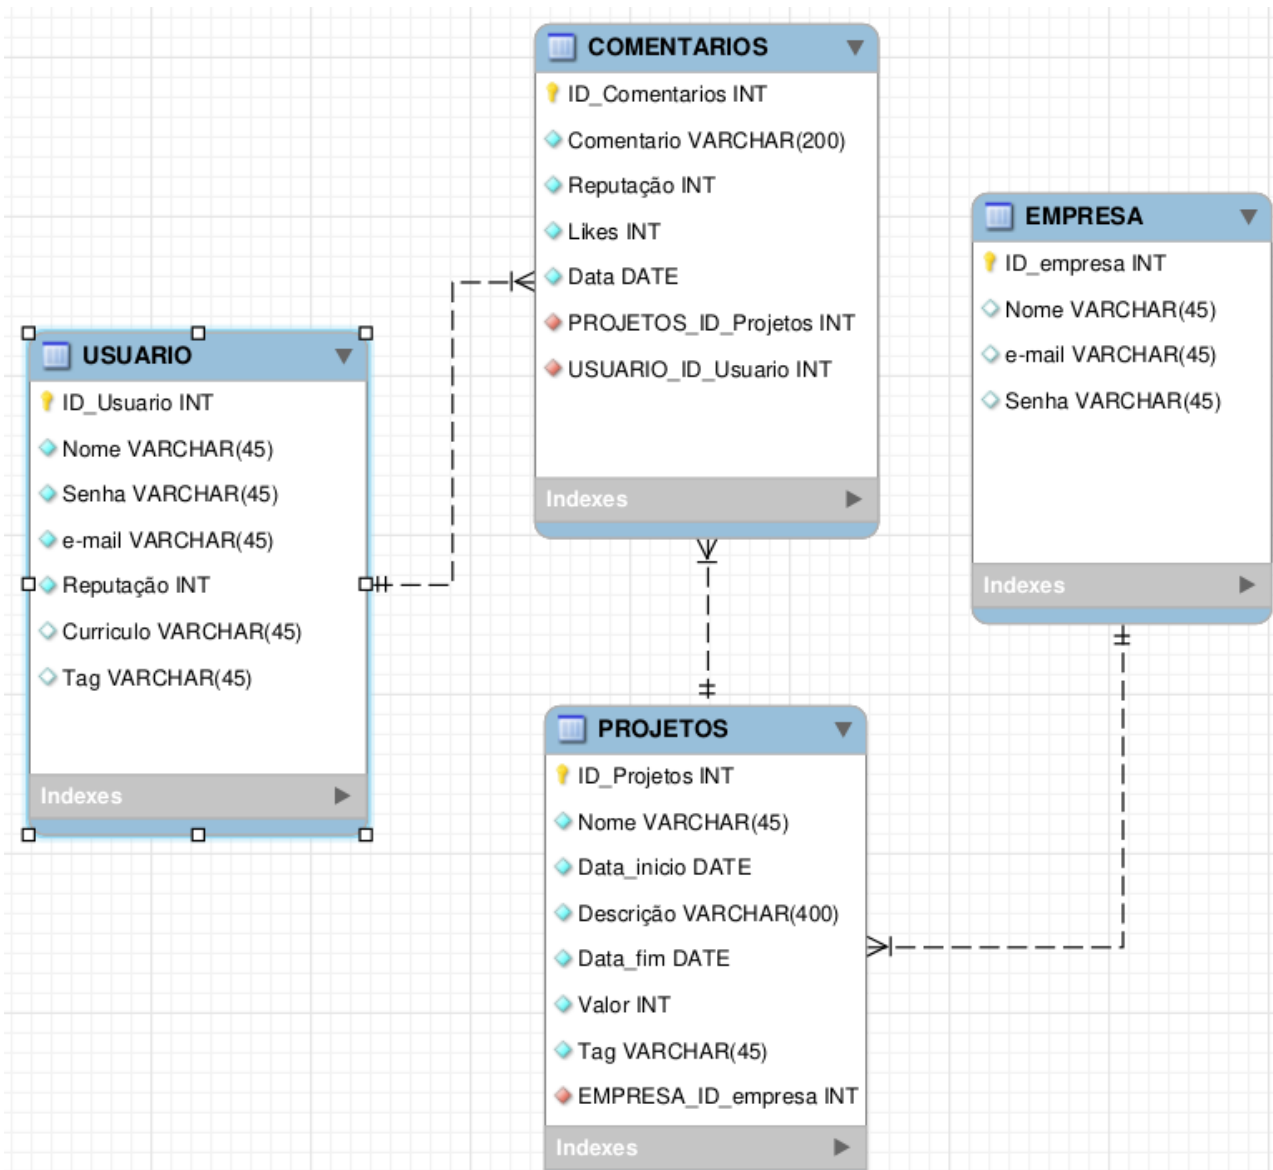 COMENTARIOS
ID_Comentarios INT
Comentario VARCHAR(200)
Reputação INT
Likes INT
Data DATE
PROJETOS_ID_Projetos INT
USUARIO_ID_Usuario INT
Indexes
EMPRESA
ID_empresa INT
Nome VARCHAR(45)
e-mail VARCHAR(45)
Senha VARCHAR(45)
Indexes
USUARIO
ID_Usuario INT
Nome VARCHAR(45)
Senha VARCHAR(45)
e-mail VARCHAR(45)
Reputação INT
Curriculo VARCHAR(45)
Tag VARCHAR(45)
Indexes
PROJETOS
ID_Projetos INT
Nome VARCHAR(45)
Data_inicio DATE
Descrição VARCHAR(400)
Data_fim DATE
Valor INT
Tag VARCHAR(45)
EMPRESA_ID_empresa INT
Indexes